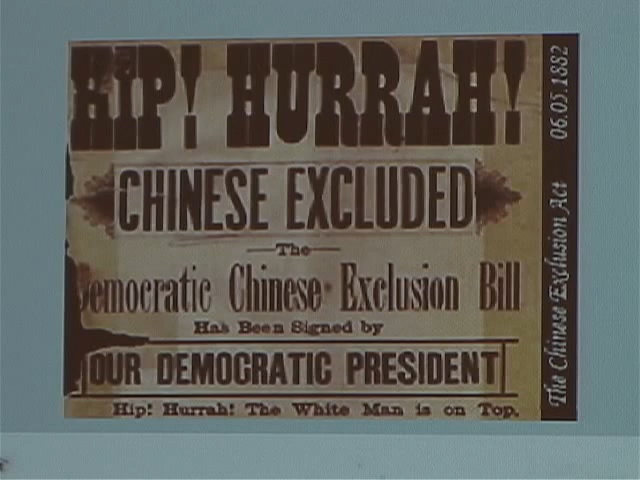 HIP! HURRAH!
CHINESE EXCLUDED
The
Democratic Chinese Exclusion Bill
Has Been Signed by
OUR DEMOCRATIC PRESIDENT
Hip! Hurrah! The White Man is on Top.
The Chinese Exclusion Act 06.05.1882